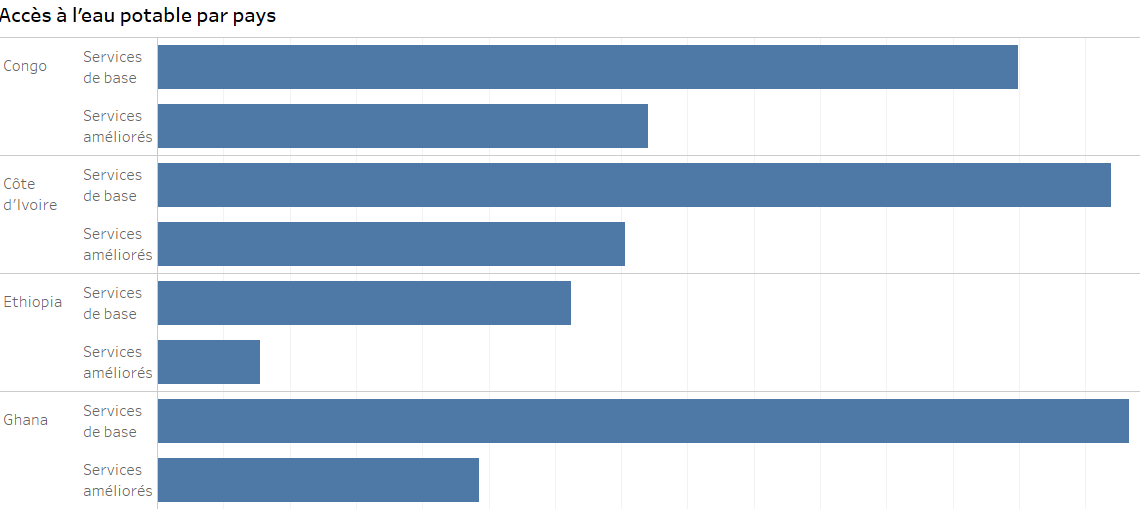 Accès à l’eau potable par pays
Congo
Services
de base
Services
améliorés
Côte
d’Ivoire
Services
de base
Services
améliorés
Ethiopia
Services
de base
Services
améliorés
Ghana
Services
de base
Services
améliorés